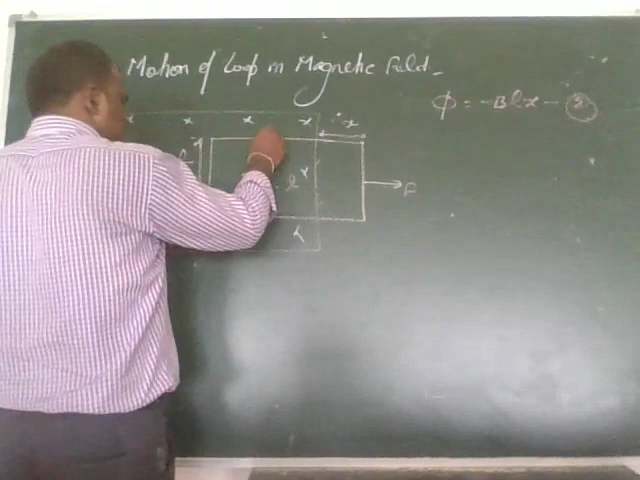 Motion of Loop in Magnetic Field.
x x x x x
ϕ = -Blx - (2)
l x
l x
F
x